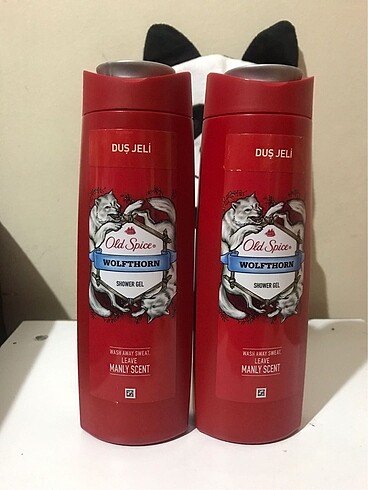 DUŞ JELİ
Old Spice
WOLFTHORN
SHOWER GEL
WASH AWAY SWEAT,
LEAVE
MANLY SCENT
DUŞ JELİ
Old Spice
WOLFTHORN
SHOWER GEL
WASH AWAY SWEAT,
LEAVE
MANLY SCENT